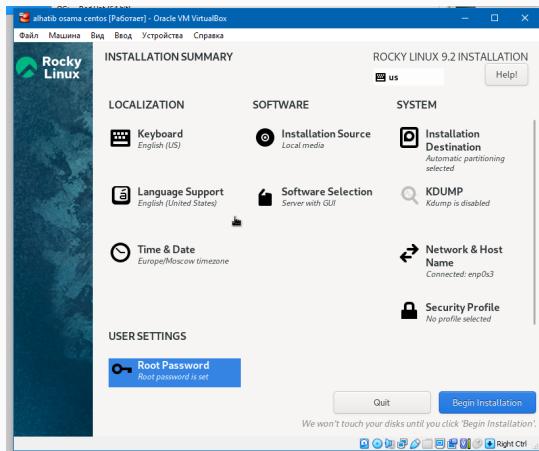 alhatib osama centos [Работает] - Oracle VM VirtualBox
Файл Машина Вид Ввод Устройства Справка
Rocky
Linux
INSTALLATION SUMMARY
ROCKY LINUX 9.2 INSTALLATION
us
Help!
LOCALIZATION
Keyboard
English (US)
Language Support
English (United States)
Time & Date
Europe/Moscow timezone
SOFTWARE
Installation Source
Local media
Software Selection
Server with GUI
SYSTEM
Installation
Destination
Automatic partitioning
selected
KDUMP
Kdump is disabled
Network & Host
Name
Connected: enp0s3
Security Profile
No profile selected
USER SETTINGS
Root Password
Root password is set
Quit
Begin Installation
We won't touch your disks until you click 'Begin Installation'.
Right Ctrl